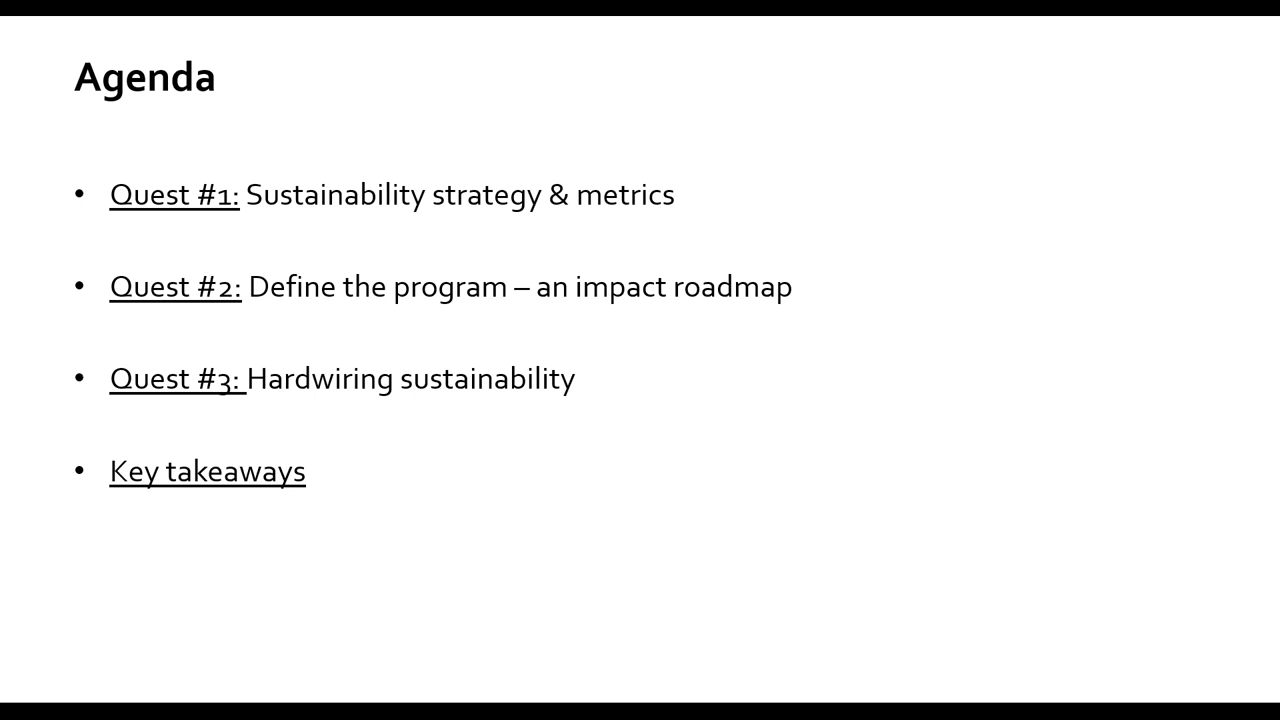 Agenda
• Quest #1: Sustainability strategy & metrics
• Quest #2: Define the program – an impact roadmap
• Quest #3: Hardwiring sustainability
• Key takeaways